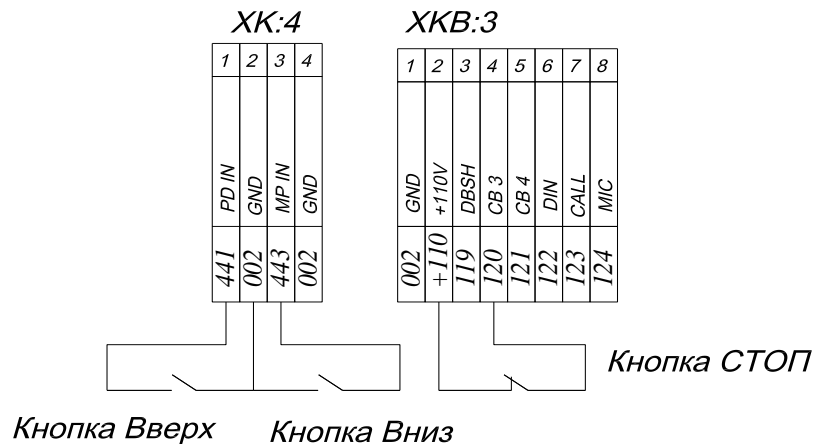 XK:4
XKB:3
1 2 3 4
1 2 3 4 5 6 7 8
PD IN
GND
MP IN
GND
GND
+110V
DBSH
CB 3
CB 4
DIN
CALL
MIC
441
002
443
002
002
+110
119
120
121
122
123
124
Кнопка СТОП
Кнопка Вверх
Кнопка Вниз